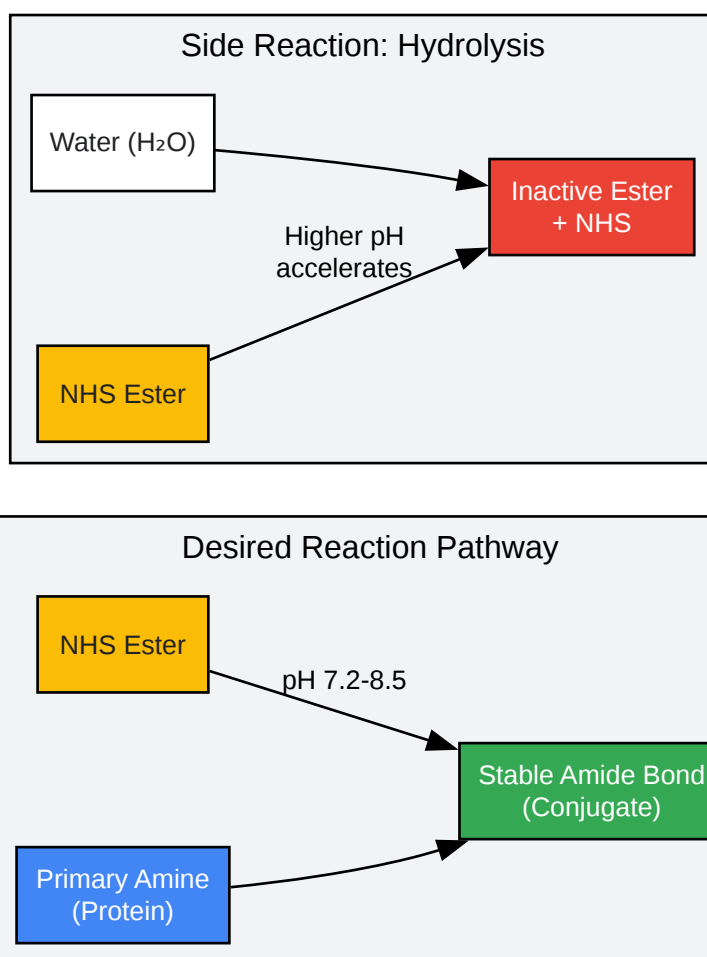 Side Reaction: Hydrolysis
Water (H₂O)
Inactive Ester
+ NHS
Higher pH
accelerates
NHS Ester
Desired Reaction Pathway
NHS Ester
pH 7.2-8.5
Stable Amide Bond
(Conjugate)
Primary Amine
(Protein)